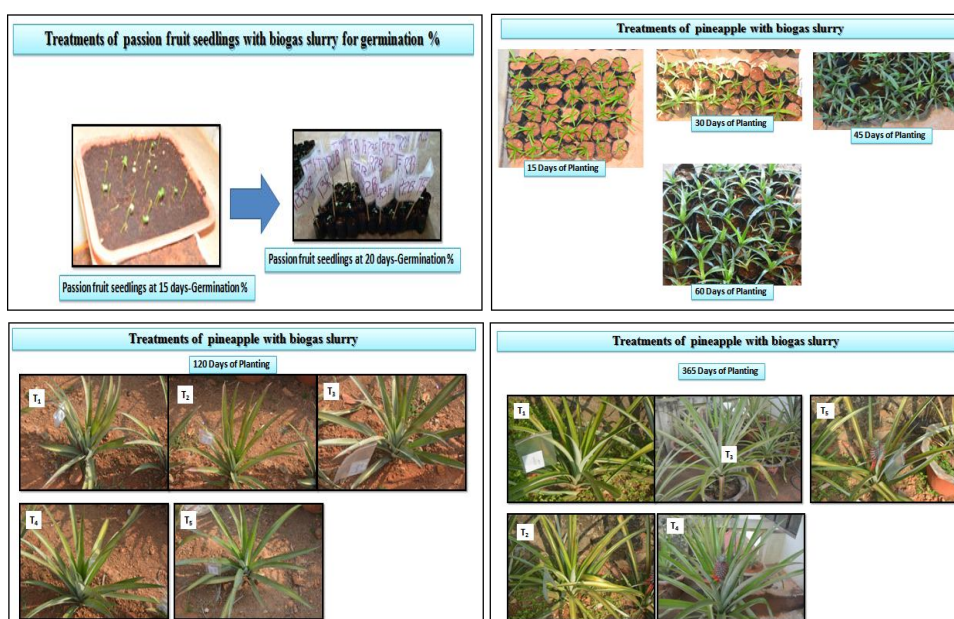 Treatments of passion fruit seedlings with biogas slurry for germination %
Passion fruit seedlings at 15 days-Germination %
Passion fruit seedlings at 20 days-Germination %
Treatments of pineapple with biogas slurry
15 Days of Planting
30 Days of Planting
45 Days of Planting
60 Days of Planting
Treatments of pineapple with biogas slurry
120 Days of Planting
T1
T2
T3
T4
T5
Treatments of pineapple with biogas slurry
365 Days of Planting
T1
T3
T5
T2
T4